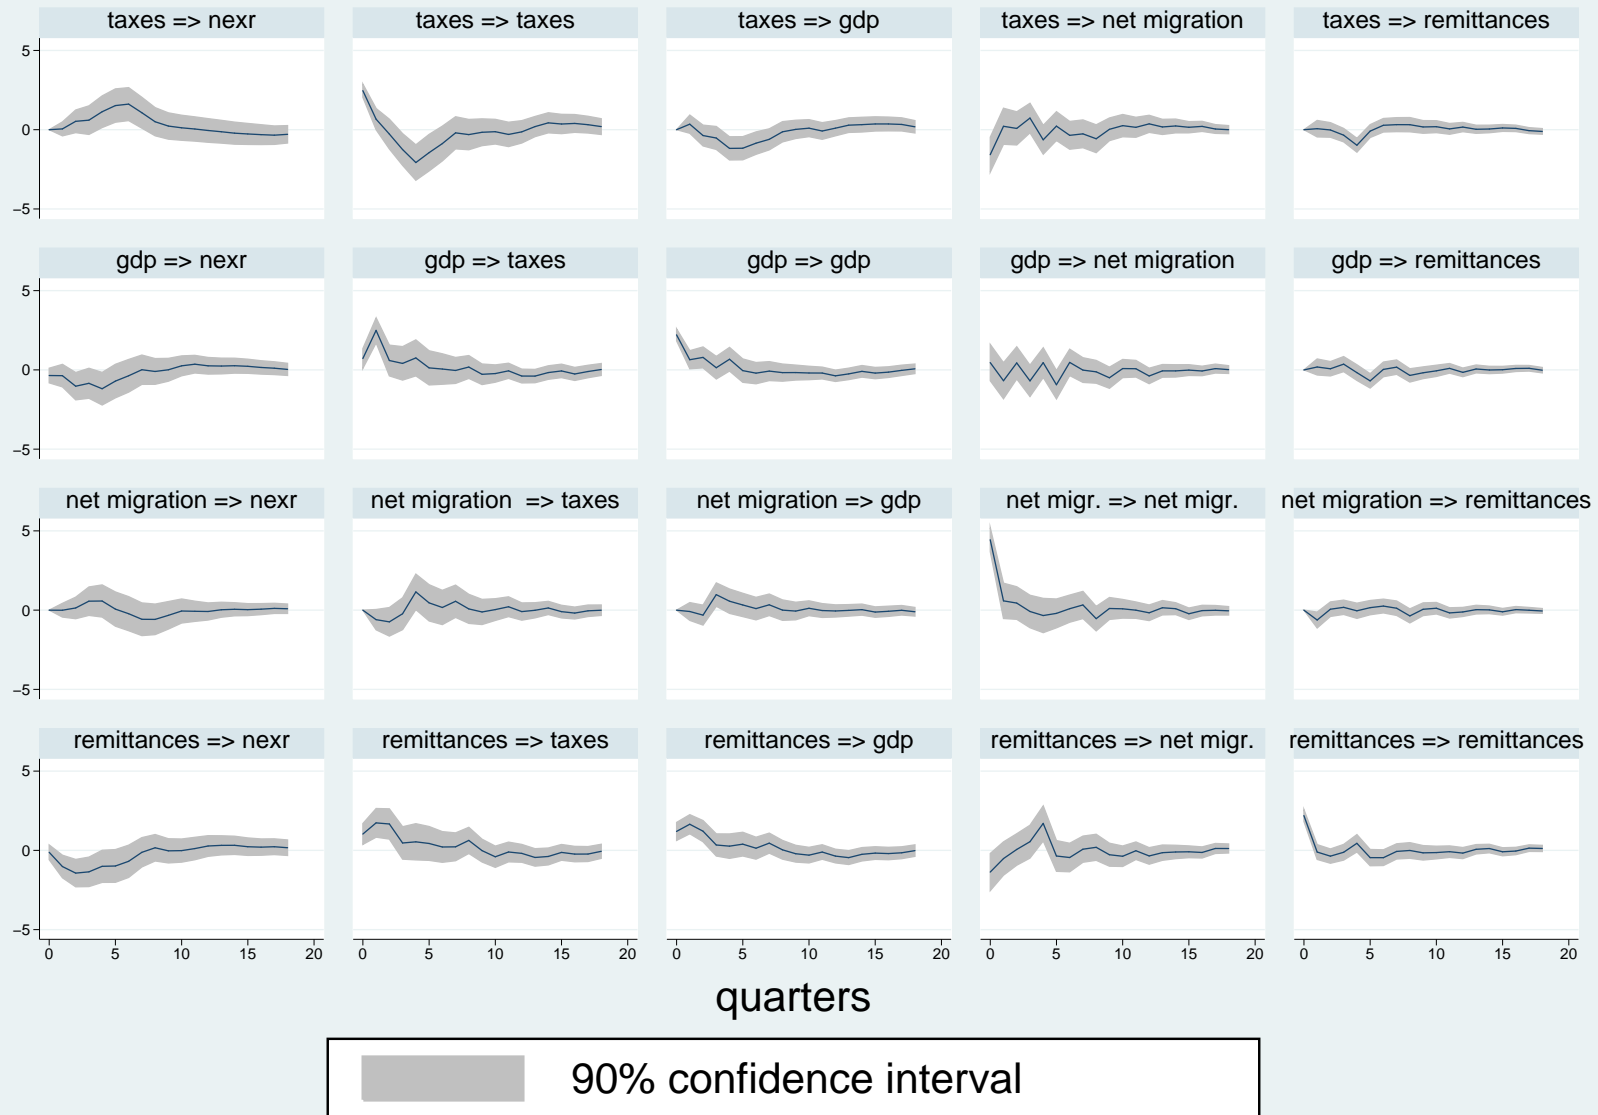 taxes => nexr
taxes => taxes
taxes => gdp
taxes => net migration
taxes => remittances
5
0
−5
gdp => nexr
gdp => taxes
gdp => gdp
gdp => net migration
gdp => remittances
5
0
−5
net migration => nexr
net migration  => taxes
net migration => gdp
net migr. => net migr.
net migration => remittances
5
0
−5
remittances => nexr
remittances => taxes
remittances => gdp
remittances => net migr.
remittances => remittances
5
0
−5
0 5 10 15 20
0 5 10 15 20
0 5 10 15 20
0 5 10 15 20
0 5 10 15 20
quarters
90% confidence interval